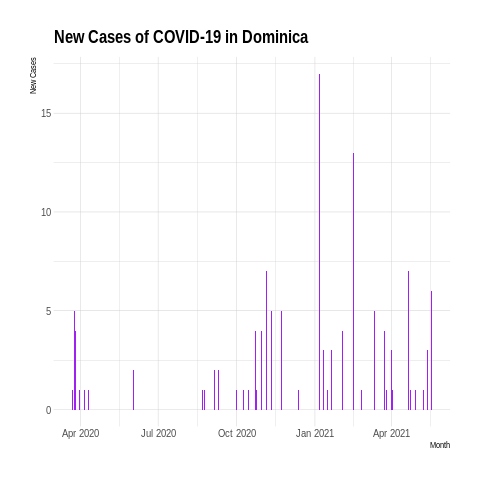 New Cases of COVID-19 in Dominica
New Cases
15
10
5
0
Apr 2020 Jul 2020 Oct 2020 Jan 2021 Apr 2021
Month